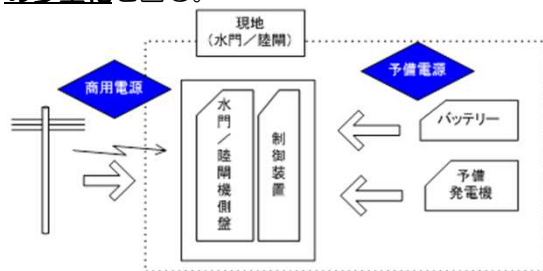 現地
(水門/陸閘)
商用電源
予備電源
水門/陸閘機側盤
制御装置
バッテリー
予備
発電機